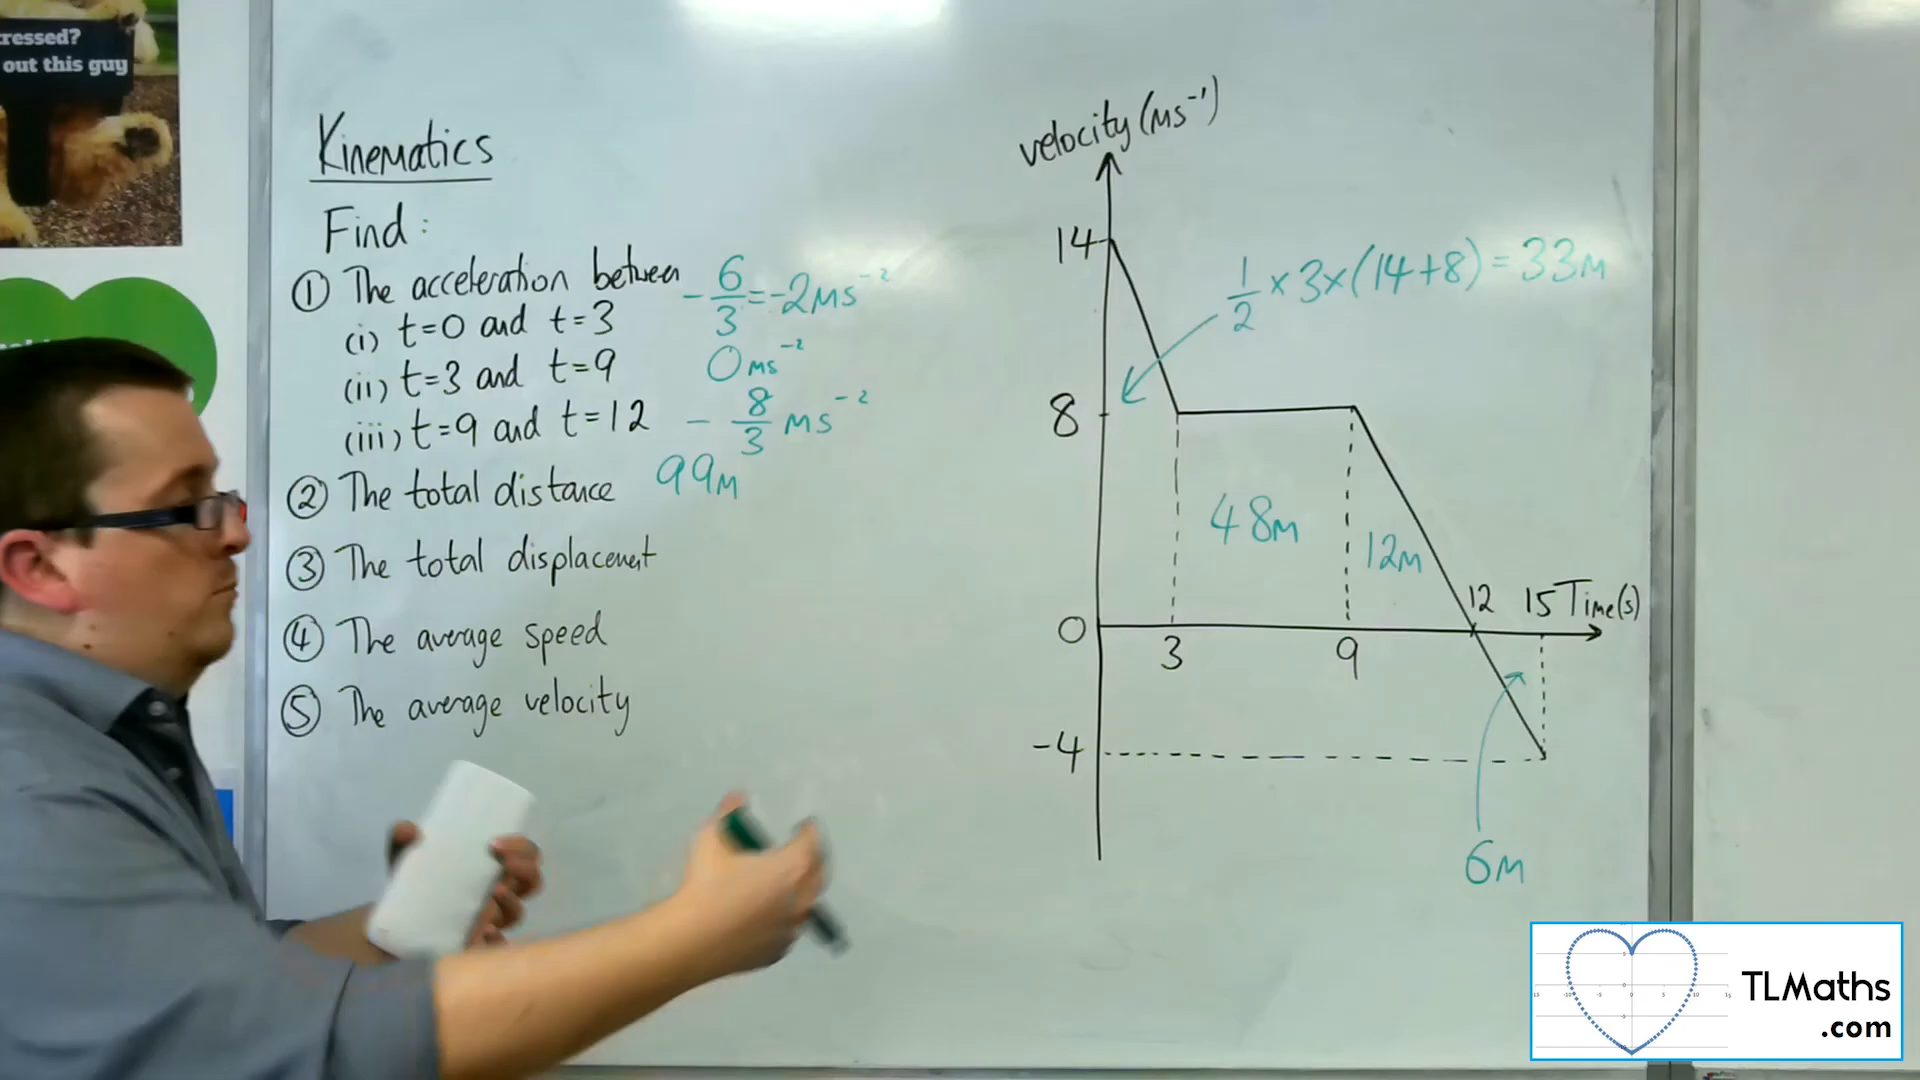 ressed?
out this guy
Kinematics
Find:
① The acceleration between -6/3=-2ms⁻²
(i) t=0 and t=3
(ii) t=3 and t=9 0ms⁻²
(iii) t=9 and t=12 -8/3 ms⁻²
② The total distance 99m
③ The total displacement
④ The average speed
⑤ The average velocity
velocity (ms⁻¹)
14
1/2 × 3 × (14+8) = 33m
8
48m
12m
12 15 Time(s)
0
3 9
-4
6m
TLMaths
.com